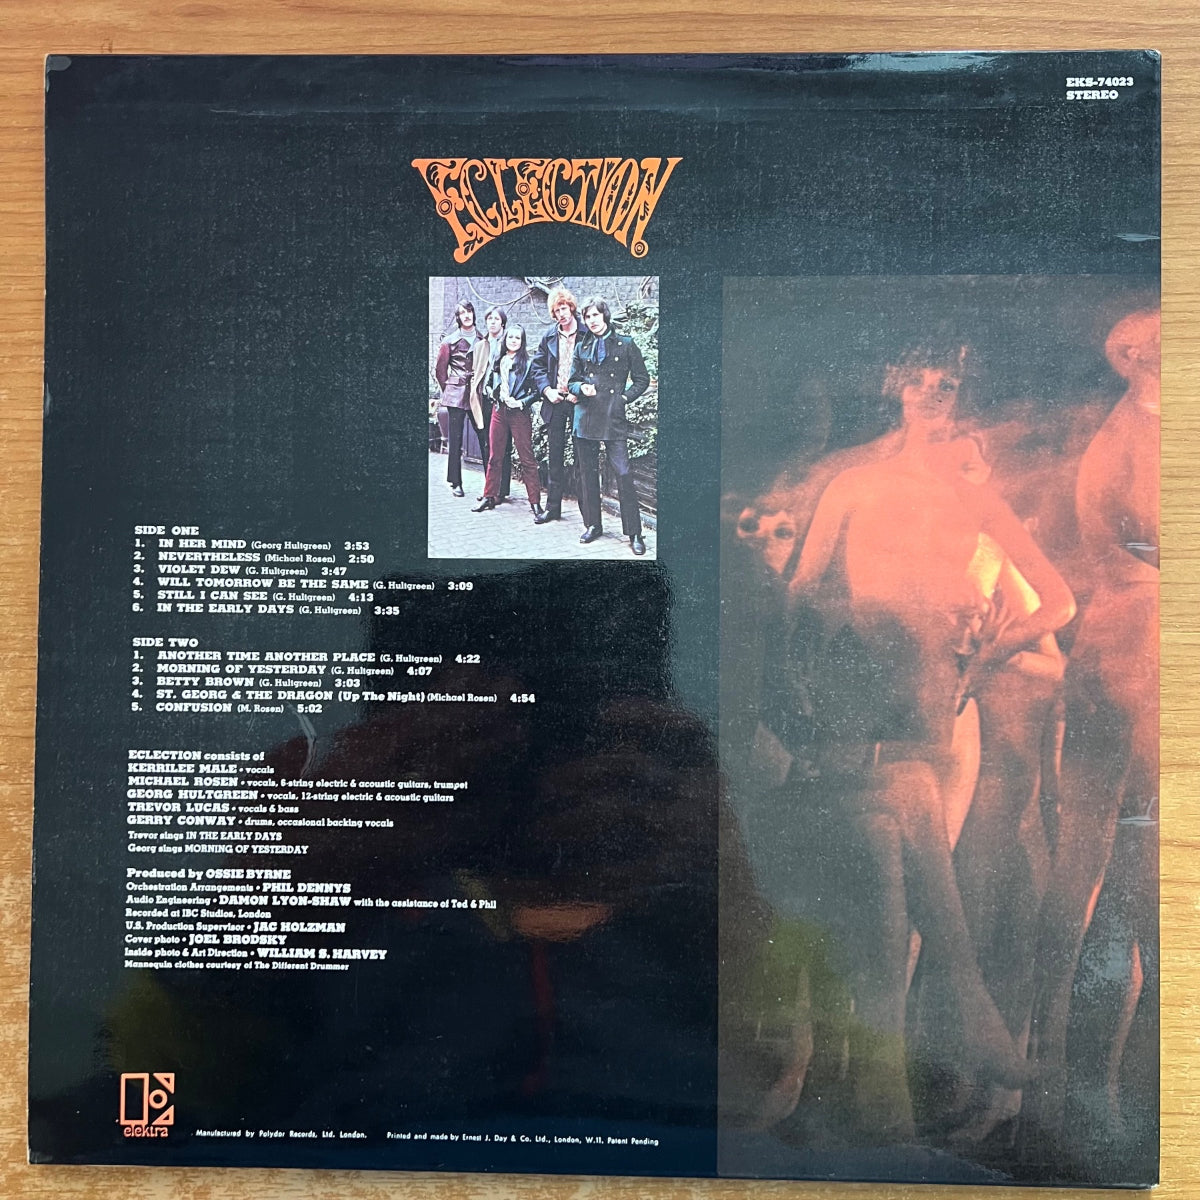 EKS-74023
STEREO
ECLECTION
SIDE ONE
1. IN HER MIND (Georg Hultgreen) 3:53
2. NEVERTHELESS (Michael Rosen) 2:50
3. VIOLET DEW (G. Hultgreen) 3:47
4. WILL TOMORROW BE THE SAME (G. Hultgreen) 3:09
5. STILL I CAN SEE (G. Hultgreen) 4:13
6. IN THE EARLY DAYS (G. Hultgreen) 3:35
SIDE TWO
1. ANOTHER TIME ANOTHER PLACE (G. Hultgreen) 4:22
2. MORNING OF YESTERDAY (G. Hultgreen) 4:07
3. BETTY BROWN (G. Hultgreen) 3:03
4. ST. GEORG & THE DRAGON (Up The Night) (Michael Rosen) 4:54
5. CONFUSION (M. Rosen) 5:02
ECLECTION consists of
KERRILEE MALE • vocals
MICHAEL ROSEN • vocals, 6-string electric & acoustic guitars, trumpet
GEORG HULTGREEN • vocals, 12-string electric & acoustic guitars
TREVOR LUCAS • vocals & bass
GERRY CONWAY • drums, occasional backing vocals
Trevor sings IN THE EARLY DAYS
Georg sings MORNING OF YESTERDAY
Produced by OSSIE BYRNE
Orchestration Arrangements • PHIL DENNYS
Audio Engineering • DAMON LYON-SHAW with the assistance of Ted & Phil
Recorded at IBC Studios, London
U.S. Production Supervisor • JAC HOLZMAN
Cover photo • JOEL BRODSKY
Inside photo & Art Direction • WILLIAM S. HARVEY
Mannequin clothes courtesy of The Different Drummer
elektra
Manufactured by Polydor Records, Ltd. London. Printed and made by Ernest J. Day & Co. Ltd., London, W.11. Patent Pending